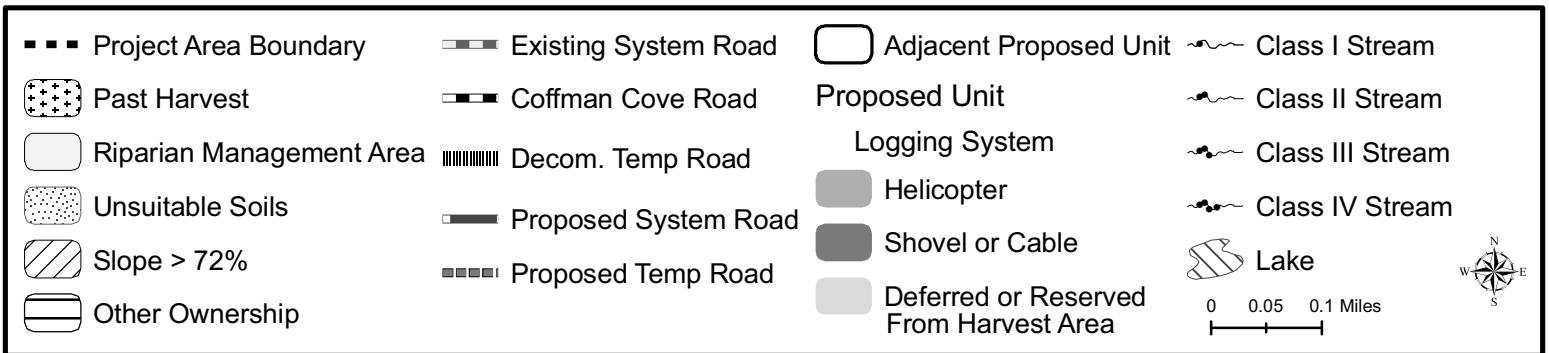 Project Area Boundary
Past Harvest
Riparian Management Area
Unsuitable Soils
Slope > 72%
Other Ownership
Existing System Road
Coffman Cove Road
Decom. Temp Road
Proposed System Road
Proposed Temp Road
Adjacent Proposed Unit
Proposed Unit
Logging System
Helicopter
Shovel or Cable
Deferred or Reserved
From Harvest Area
Class I Stream
Class II Stream
Class III Stream
Class IV Stream
Lake
0 0.05 0.1 Miles
N
W E
S